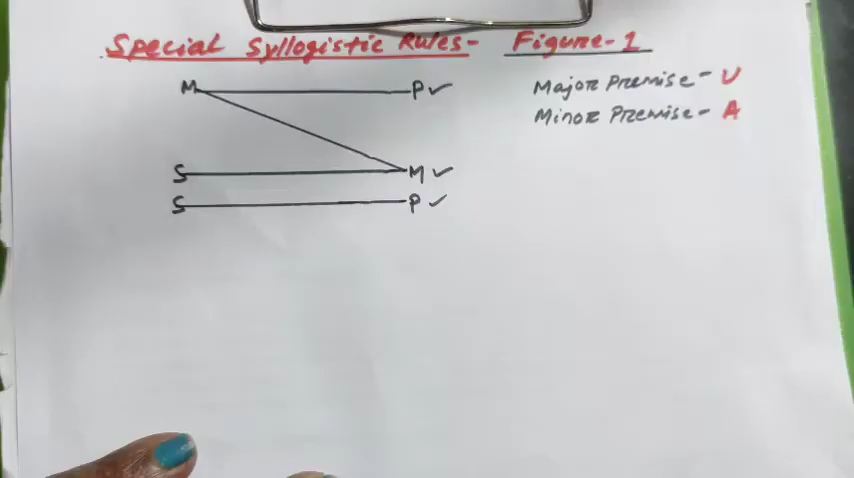 Special Syllogistic Rules- Figure-1
M P✓
Major Premise- U
Minor Premise- A
S M✓
S P✓